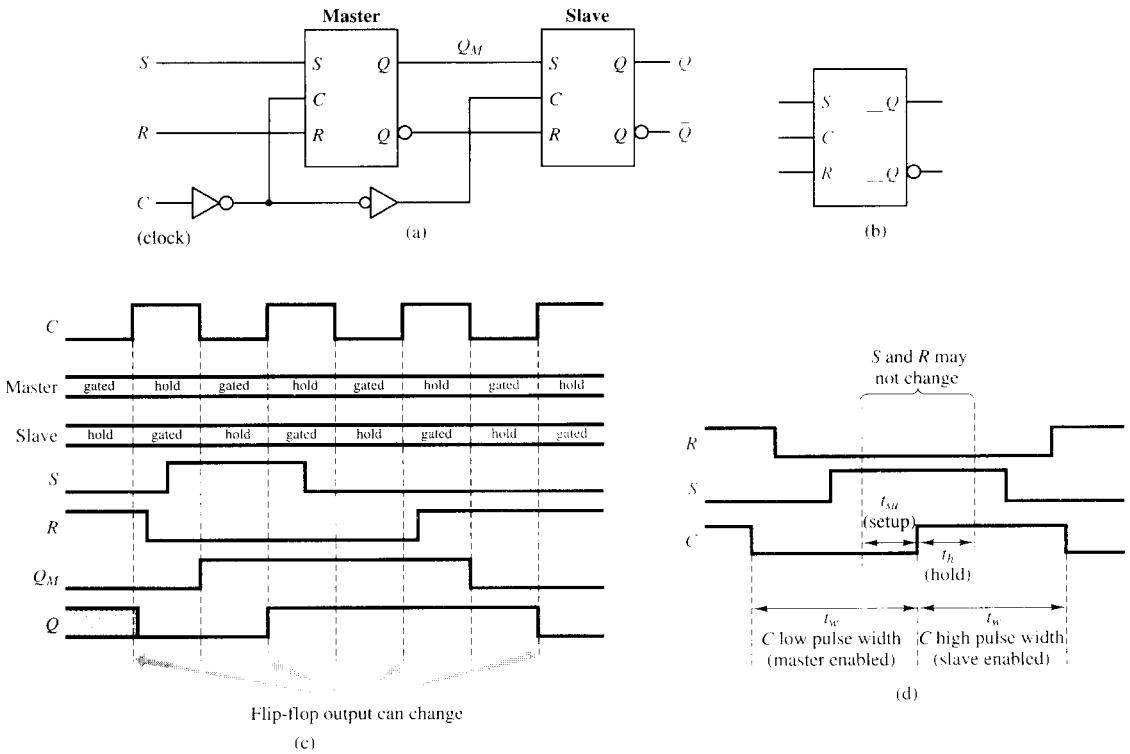 Master Slave
S S Q Q_M S Q Q
C C
R R Q R Q Q̄
C
(clock)
(a)
S Q
C
R Q
(b)
C
Master gated hold gated hold gated hold gated hold
Slave hold gated hold gated hold gated hold gated
S
R
Q_M
Q
Flip-flop output can change
(c)
S and R may
not change
R
S
t_su
(setup)
C
t_h
(hold)
t_w t_w
C low pulse width C high pulse width
(master enabled) (slave enabled)
(d)